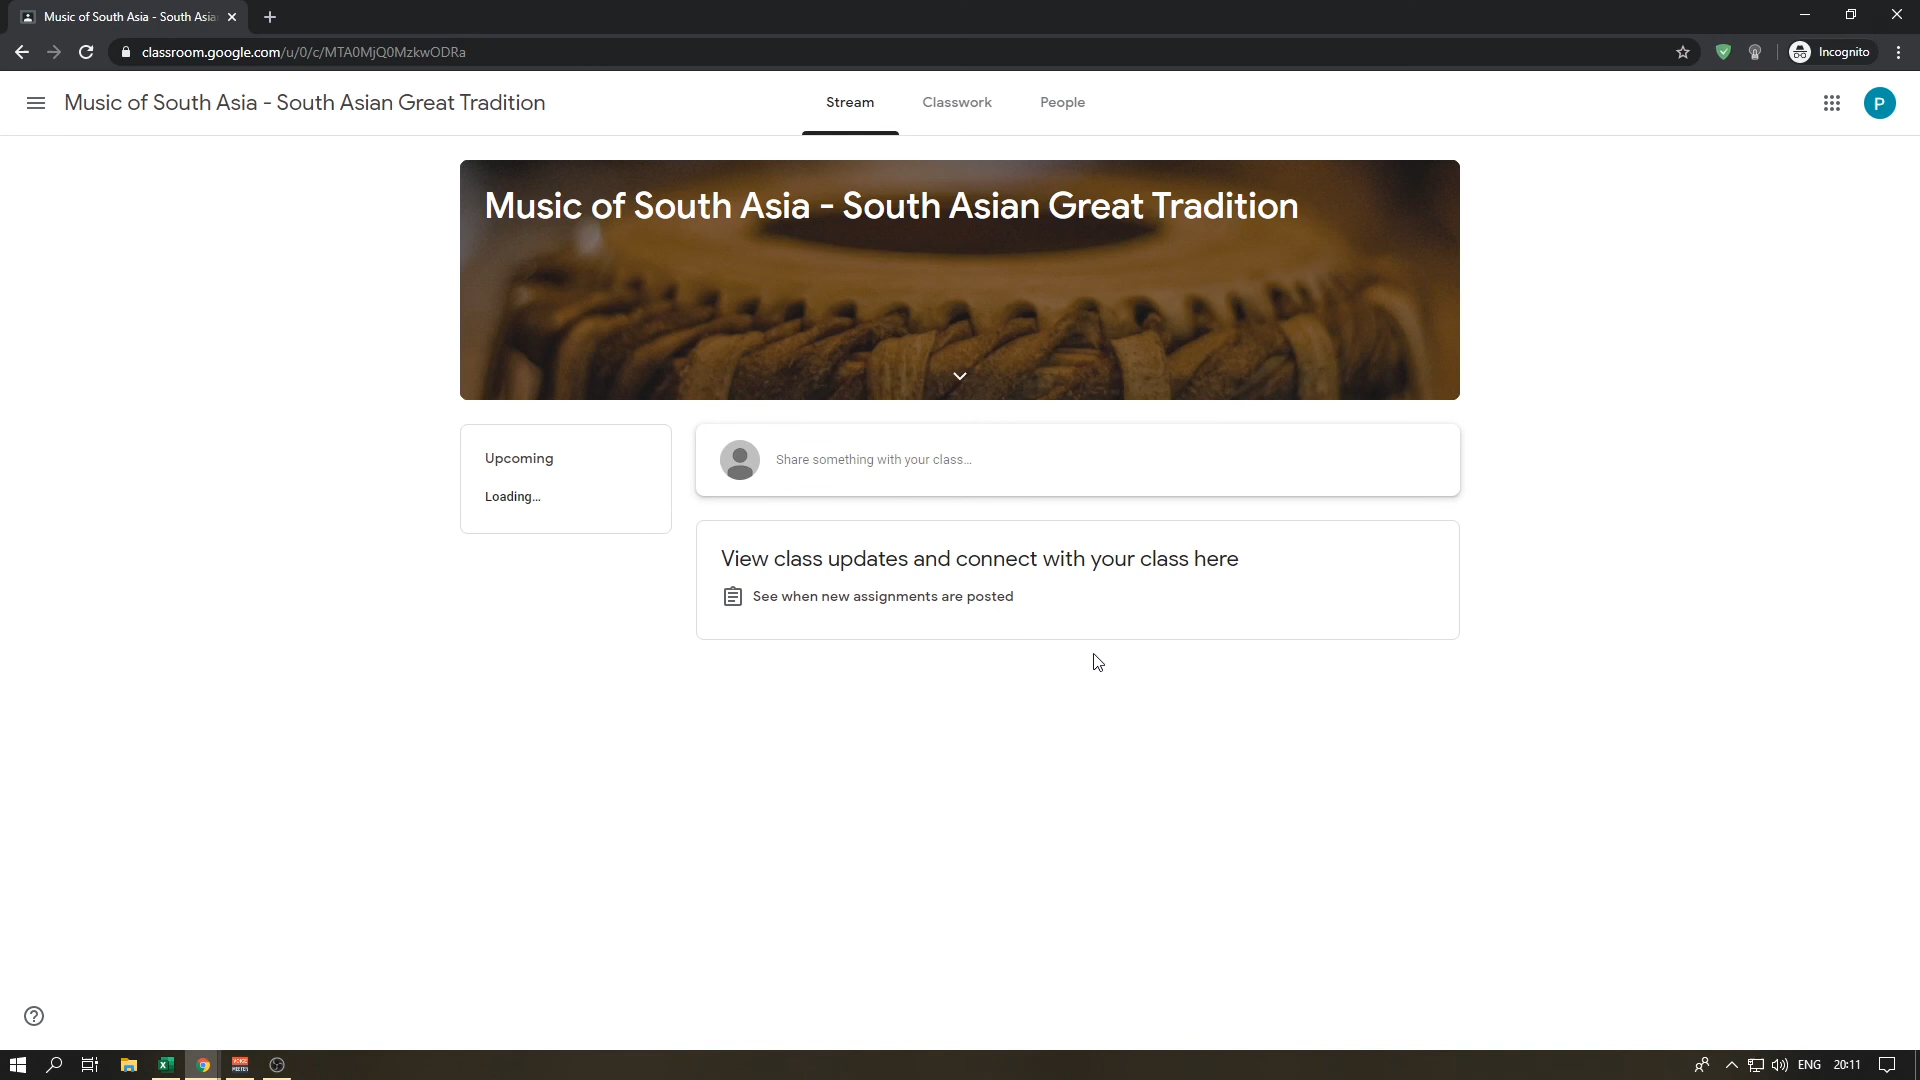 Music of South Asia - South Asia
classroom.google.com/u/0/c/MTA0MjQ0MzkwODRa
Incognito
Music of South Asia - South Asian Great Tradition
Stream
Classwork
People
P
Music of South Asia - South Asian Great Tradition
Upcoming
Loading...
Share something with your class...
View class updates and connect with your class here
See when new assignments are posted
ENG
20:11